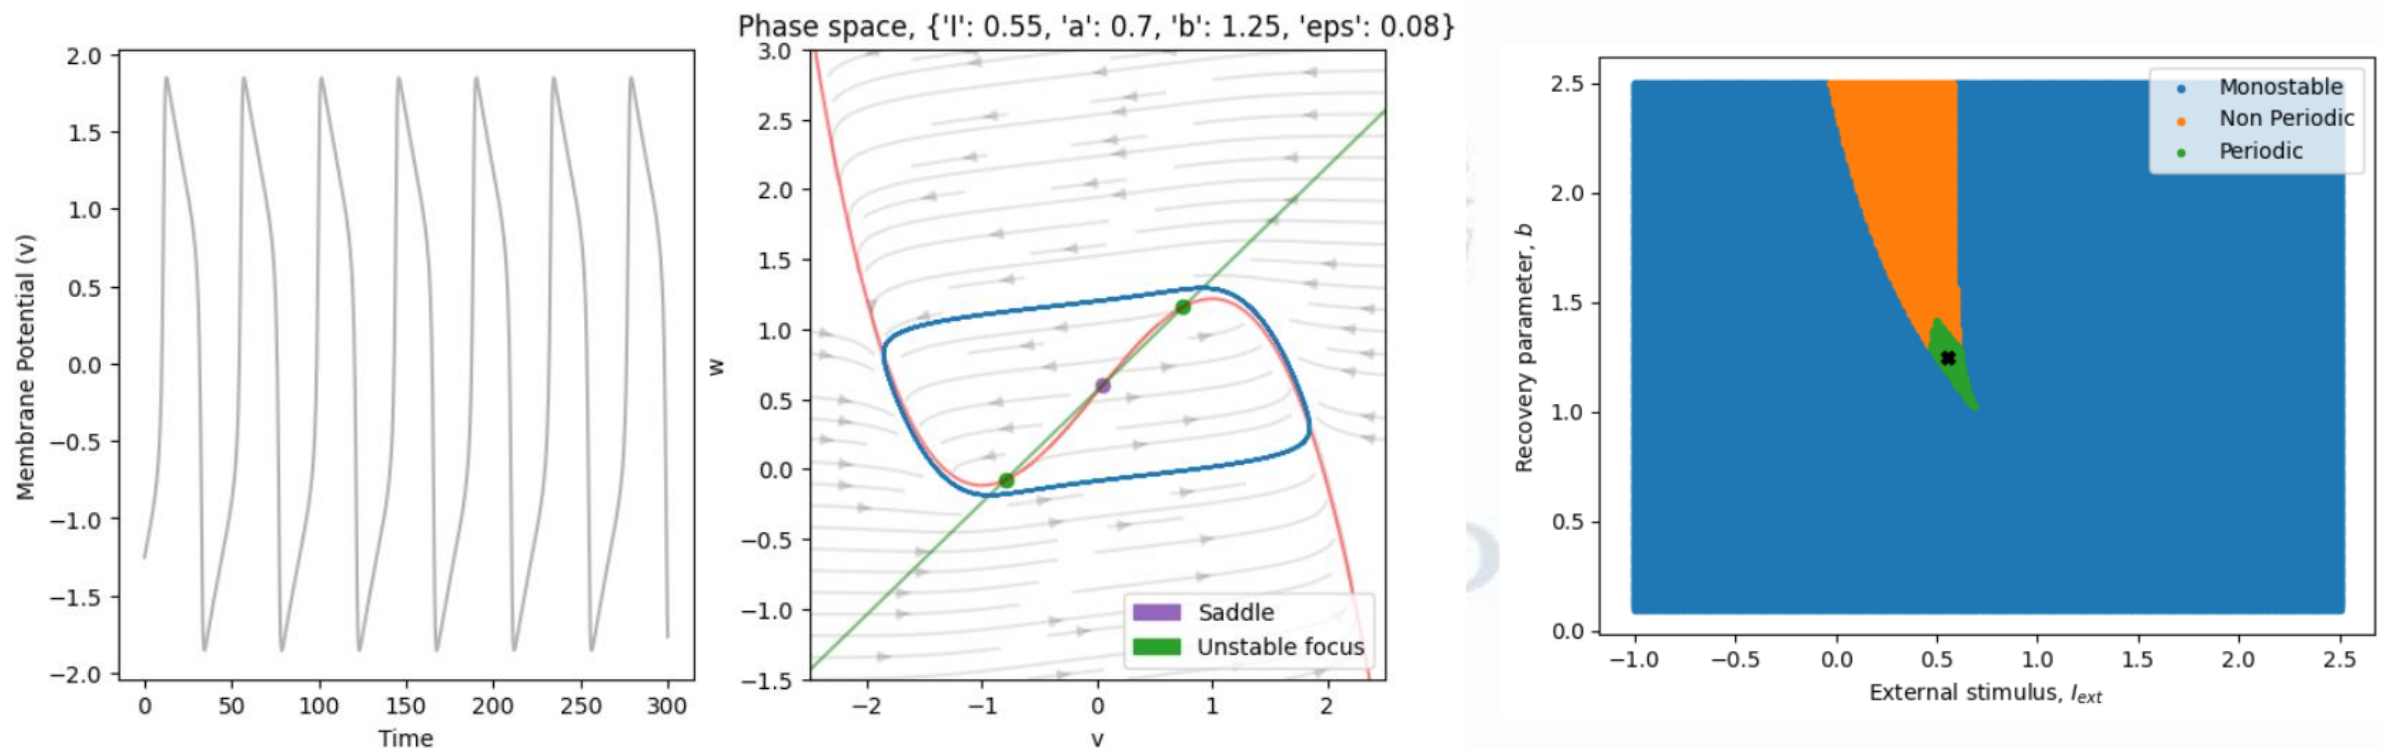 2.0
1.5
1.0
0.5
0.0
−0.5
−1.0
−1.5
−2.0
Membrane Potential (v)
0 50 100 150 200 250 300
Time
Phase space, {'I': 0.55, 'a': 0.7, 'b': 1.25, 'eps': 0.08}
3.0
2.5
2.0
1.5
1.0
0.5
0.0
−0.5
−1.0
−1.5
w
Saddle
Unstable focus
−2 −1 0 1 2
v
2.5
2.0
1.5
1.0
0.5
0.0
Recovery parameter, b
Monostable
Non Periodic
Periodic
−1.0 −0.5 0.0 0.5 1.0 1.5 2.0 2.5
External stimulus, I_ext